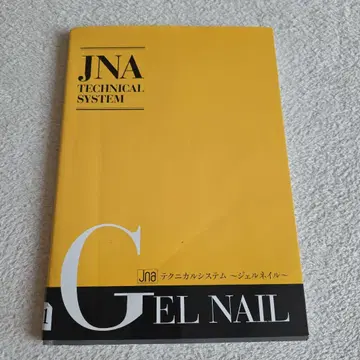 JNA
TECHNICAL
SYSTEM
Jna テクニカルシステム 〜ジェルネイル〜
GEL NAIL
1